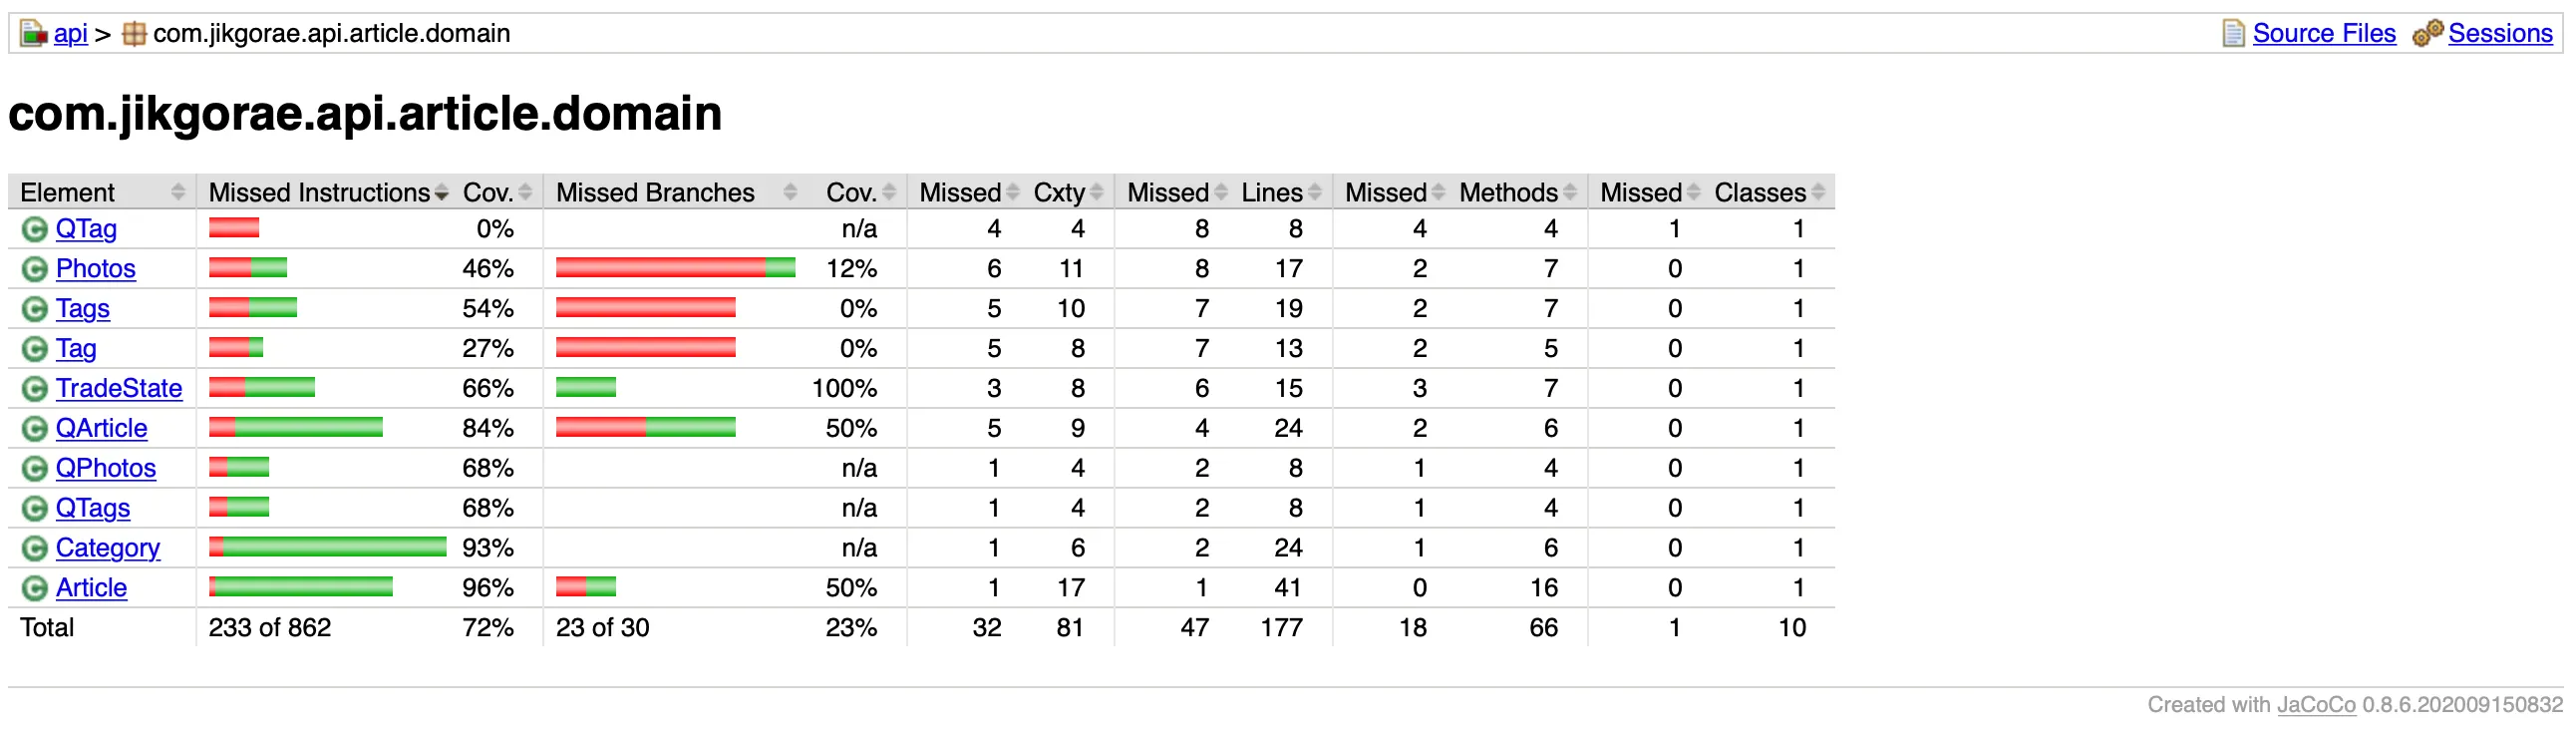 api > com.jikgorae.api.article.domain Source Files Sessions
com.jikgorae.api.article.domain
Element Missed Instructions Cov. Missed Branches Cov. Missed Cxty Missed Lines Missed Methods Missed Classes
QTag 0% n/a 4 4 8 8 4 4 1 1
Photos 46% 12% 6 11 8 17 2 7 0 1
Tags 54% 0% 5 10 7 19 2 7 0 1
Tag 27% 0% 5 8 7 13 2 5 0 1
TradeState 66% 100% 3 8 6 15 3 7 0 1
QArticle 84% 50% 5 9 4 24 2 6 0 1
QPhotos 68% n/a 1 4 2 8 1 4 0 1
QTags 68% n/a 1 4 2 8 1 4 0 1
Category 93% n/a 1 6 2 24 1 6 0 1
Article 96% 50% 1 17 1 41 0 16 0 1
Total 233 of 862 72% 23 of 30 23% 32 81 47 177 18 66 1 10
Created with JaCoCo 0.8.6.202009150832